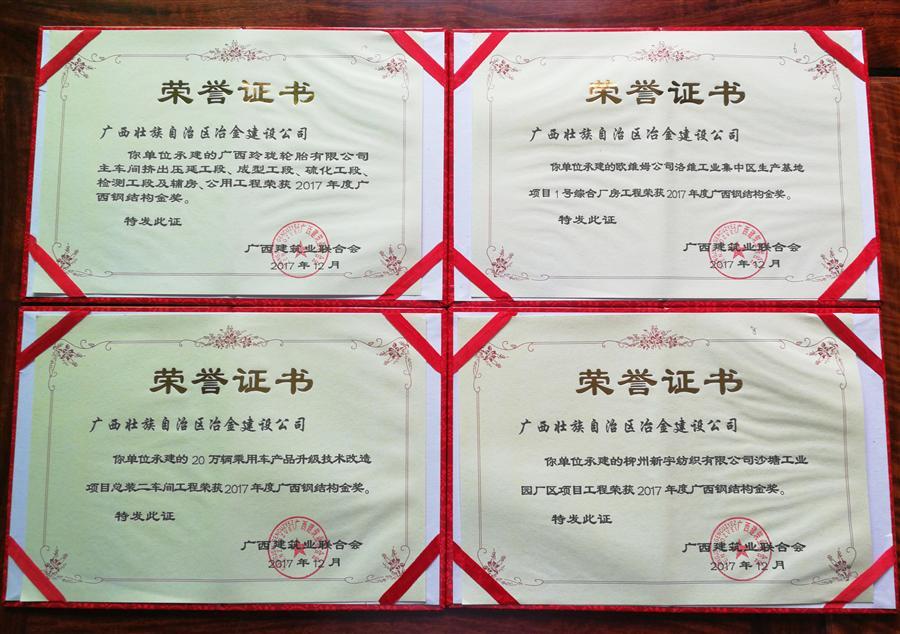 荣誉证书
广西壮族自治区冶金建设公司
你单位承建的广西玲珑轮胎有限公司
主车间挤出压延工段、成型工段、硫化工段、
检测工段及辅房、公用工程荣获2017年度广
西钢结构金奖。
特发此证
广西建筑业联合会
2017年12月
荣誉证书
广西壮族自治区冶金建设公司
你单位承建的欧维姆公司洛维工业集中区生产基地
项目1号综合厂房工程荣获2017年度广西钢结构金奖。
特发此证
广西建筑业联合会
2017年12月
荣誉证书
广西壮族自治区冶金建设公司
你单位承建的20万辆乘用车产品升级技术改造
项目总装二车间工程荣获2017年度广西钢结构金奖。
特发此证
广西建筑业联合会
2017年12月
荣誉证书
广西壮族自治区冶金建设公司
你单位承建的柳州新宇纺织有限公司沙塘工业
园厂区项目工程荣获2017年度广西钢结构金奖。
特发此证
广西建筑业联合会
2017年12月